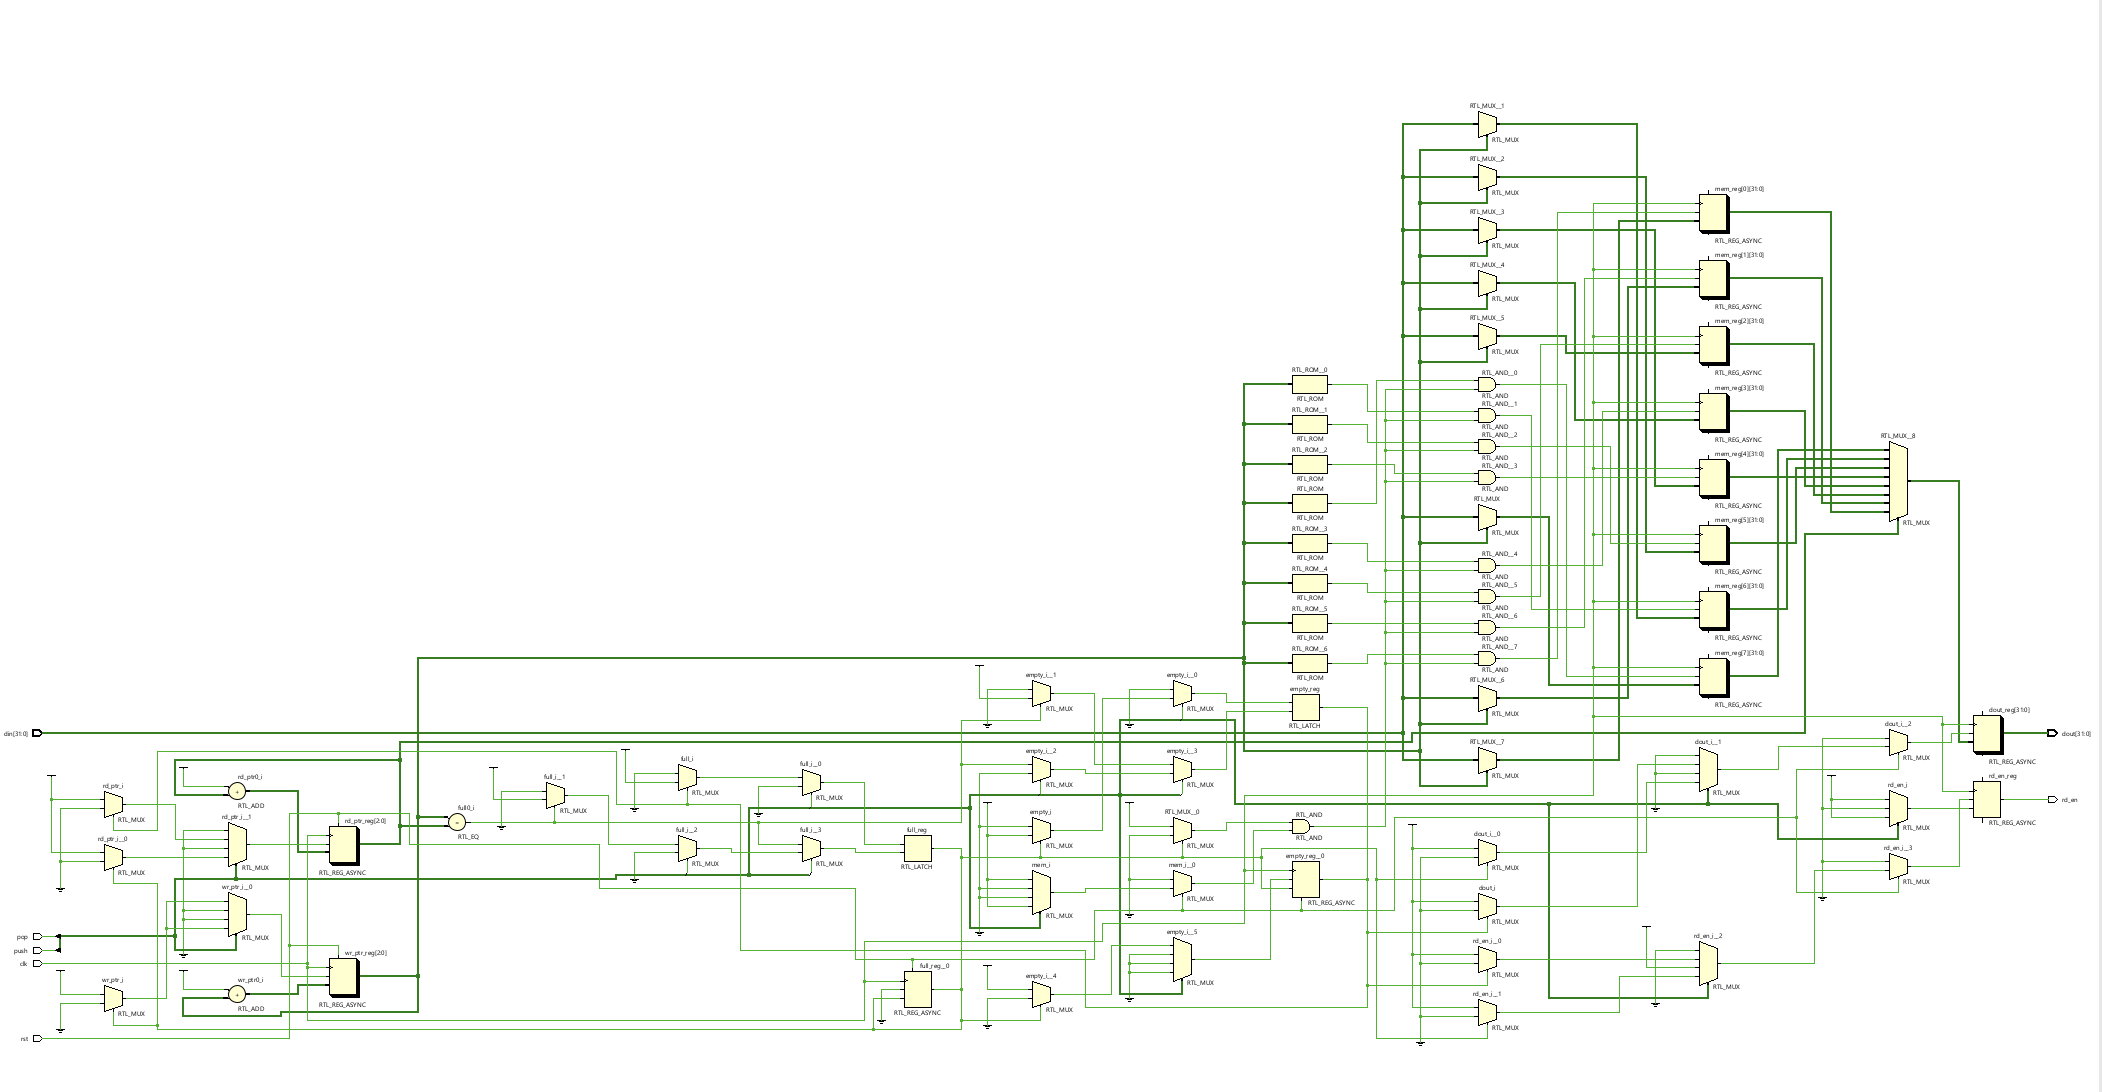 RTL_MUX__1
RTL_MUX
RTL_MUX__2
RTL_MUX
RTL_MUX__3
RTL_MUX
RTL_MUX__4
RTL_MUX
RTL_MUX__5
RTL_MUX
mem_reg[0][31:0]
RTL_REG_ASYNC
mem_reg[1][31:0]
RTL_REG_ASYNC
mem_reg[2][31:0]
RTL_REG_ASYNC
mem_reg[3][31:0]
RTL_REG_ASYNC
mem_reg[4][31:0]
RTL_REG_ASYNC
mem_reg[5][31:0]
RTL_REG_ASYNC
mem_reg[6][31:0]
RTL_REG_ASYNC
mem_reg[7][31:0]
RTL_REG_ASYNC
RTL_MUX__8
RTL_MUX
RTL_ROM__0
RTL_ROM
RTL_ROM__1
RTL_ROM
RTL_ROM__2
RTL_ROM
RTL_ROM
RTL_ROM
RTL_ROM__3
RTL_ROM
RTL_ROM__4
RTL_ROM
RTL_ROM__5
RTL_ROM
RTL_ROM__6
RTL_ROM
RTL_AND__0
RTL_AND
RTL_AND__1
RTL_AND
RTL_AND__2
RTL_AND
RTL_AND__3
RTL_AND
RTL_MUX
RTL_MUX
RTL_AND__4
RTL_AND
RTL_AND__5
RTL_AND
RTL_AND__6
RTL_AND
RTL_AND__7
RTL_AND
RTL_MUX__6
RTL_MUX
RTL_MUX__7
RTL_MUX
din[31:0]
pop
push
clk
rst
rd_ptr_i
RTL_MUX
rd_ptr_i__0
RTL_MUX
wr_ptr_i
RTL_MUX
rd_ptr0_i
+
RTL_ADD
rd_ptr_i__1
RTL_MUX
wr_ptr_i__0
RTL_MUX
wr_ptr0_i
+
RTL_ADD
rd_ptr_reg[2:0]
RTL_REG_ASYNC
wr_ptr_reg[2:0]
RTL_REG_ASYNC
full0_i
=
RTL_EQ
full_i__1
RTL_MUX
full_i
RTL_MUX
full_i__2
RTL_MUX
full_i__0
RTL_MUX
full_i__3
RTL_MUX
full_reg
RTL_LATCH
full_reg__0
RTL_REG_ASYNC
empty_i__1
RTL_MUX
empty_i__2
RTL_MUX
empty_i
RTL_MUX
mem_i
RTL_MUX
empty_i__4
RTL_MUX
empty_i__0
RTL_MUX
empty_i__3
RTL_MUX
RTL_MUX__0
RTL_MUX
mem_i__0
RTL_MUX
empty_i__5
RTL_MUX
empty_reg
RTL_LATCH
RTL_AND
RTL_AND
empty_reg__0
RTL_REG_ASYNC
dout_i__0
RTL_MUX
dout_i
RTL_MUX
rd_en_i__0
RTL_MUX
rd_en_i__1
RTL_MUX
dout_i__1
RTL_MUX
rd_en_i__2
RTL_MUX
dout_i__2
RTL_MUX
rd_en_i
RTL_MUX
rd_en_i__3
RTL_MUX
dout_reg[31:0]
RTL_REG_ASYNC
rd_en_reg
RTL_REG_ASYNC
dout[31:0]
rd_en